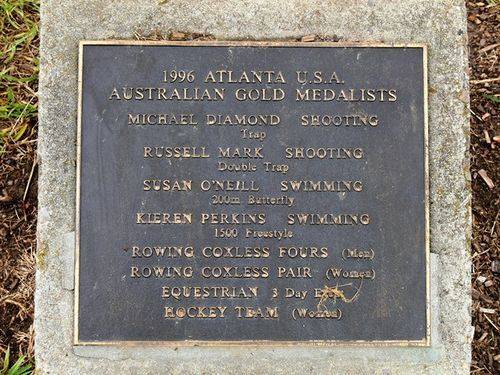 1996 ATLANTA U.S.A.
AUSTRALIAN GOLD MEDALISTS
MICHAEL DIAMOND SHOOTING
Trap
RUSSELL MARK SHOOTING
Double Trap
SUSAN O'NEILL SWIMMING
200m Butterfly
KIEREN PERKINS SWIMMING
1500 Freestyle
ROWING COXLESS FOURS (Men)
ROWING COXLESS PAIR (Women)
EQUESTRIAN 3 Day
HOCKEY TEAM (Women)